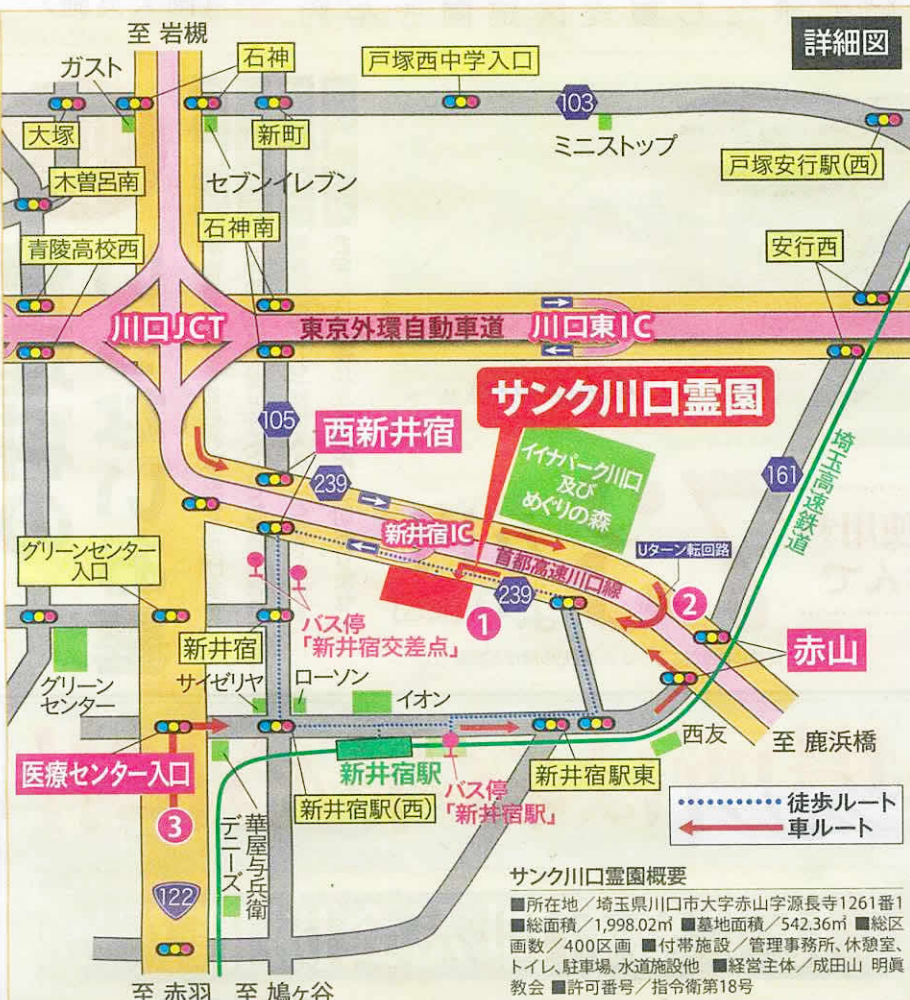 詳細図
至 岩槻
ガスト
石神
戸塚西中学入口
103
大塚
新町
ミニストップ
戸塚安行駅(西)
木曽呂南
セブンイレブン
青陵高校西
石神南
安行西
川口JCT
東京外環自動車道
川口東IC
サンク川口霊園
105
西新井宿
239
イイナパーク川口
及び
めぐりの森
161
埼玉高速鉄道
新井宿IC
首都高速川口線
Uターン転回路
グリーンセンター
入口
バス停
「新井宿交差点」
1
239
2
赤山
新井宿
グリーン
センター
サイゼリヤ
ローソン
イオン
西友
至 鹿浜橋
医療センター入口
新井宿駅
新井宿駅(西)
バス停
「新井宿駅」
新井宿駅東
3
デニーズ
華屋与兵衛
122
徒歩ルート
車ルート
至 赤羽
至 鳩ヶ谷
サンク川口霊園概要
■所在地/埼玉県川口市大字赤山字源長寺1261番1
■総面積/1,998.02㎡ ■墓地面積/542.36㎡ ■総区
画数/400区画 ■付帯施設/管理事務所、休憩室、
トイレ、駐車場、水道施設他 ■経営主体/成田山 明眞
教会 ■許可番号/指令衛第18号